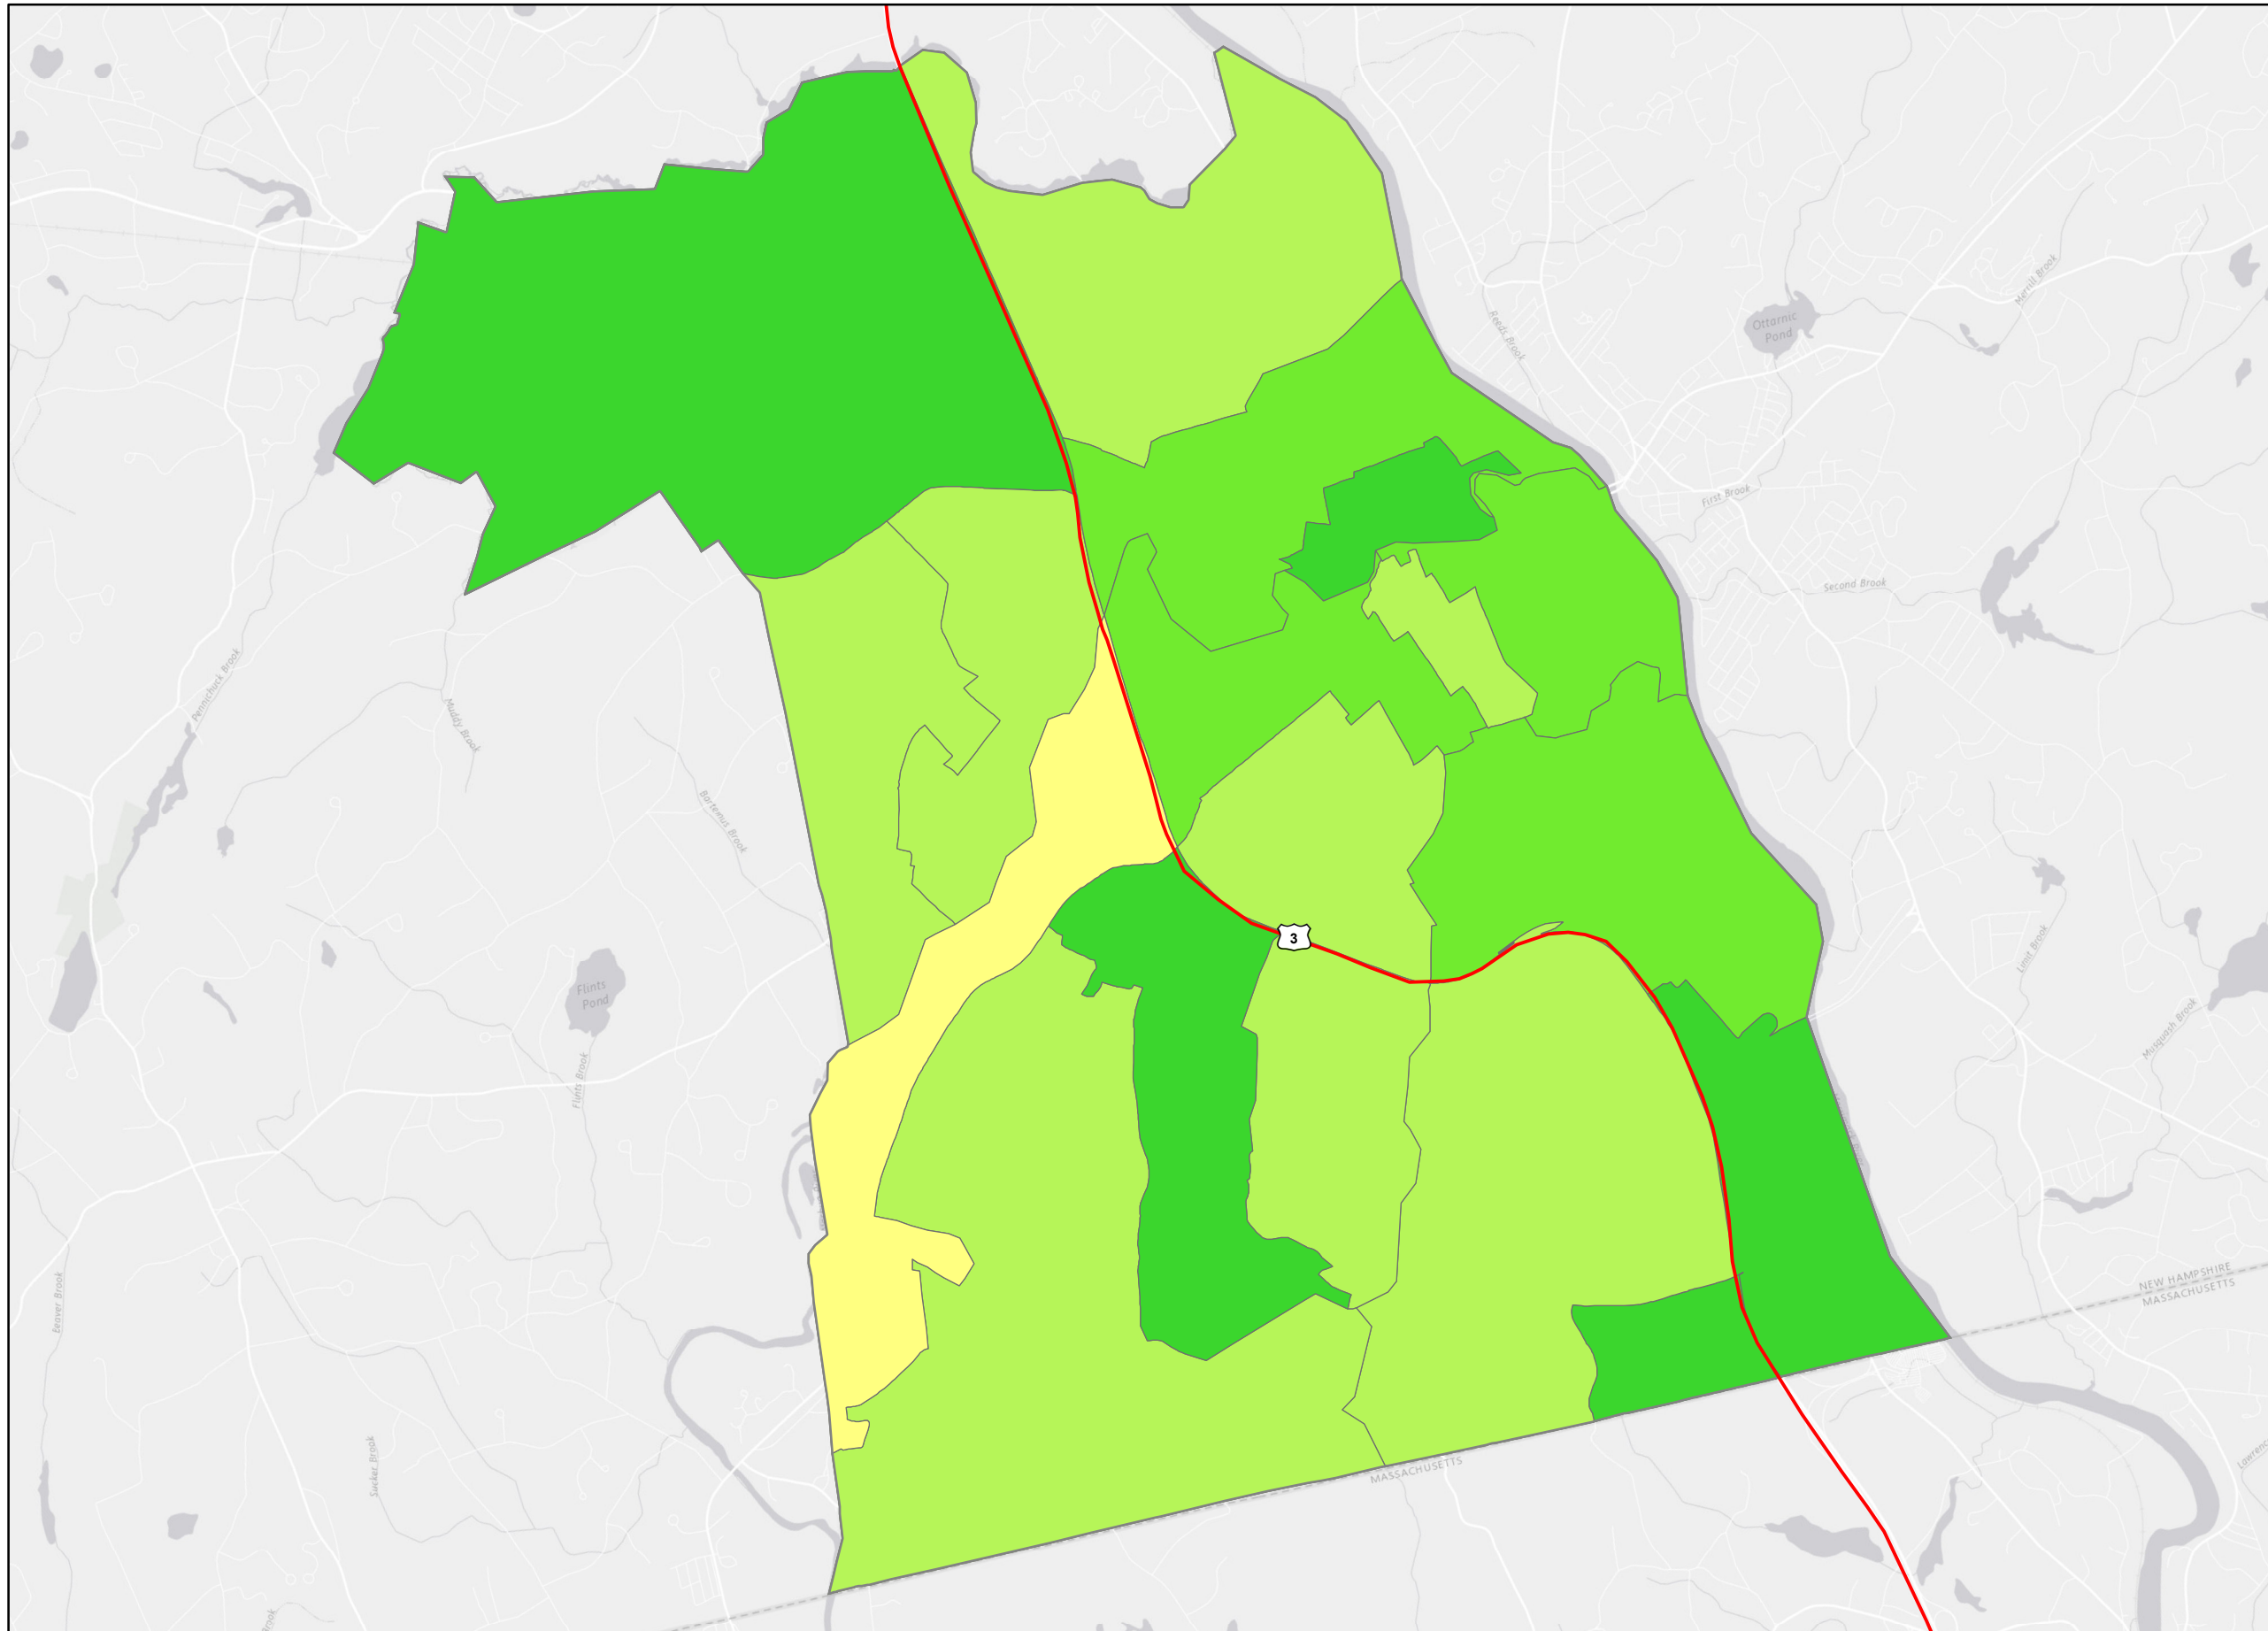 Merrill Brook
Ottarnic
Pond
Reeds Brook
First Brook
Second Brook
Pennichuck Brook
Muddy Brook
Bartemus Brook
3
Limit Brook
Flints
Pond
Musquash Brook
Flints Brook
NEW HAMPSHIRE
MASSACHUSETTS
Beaver Brook
Sucker Brook
MASSACHUSETTS
Brook